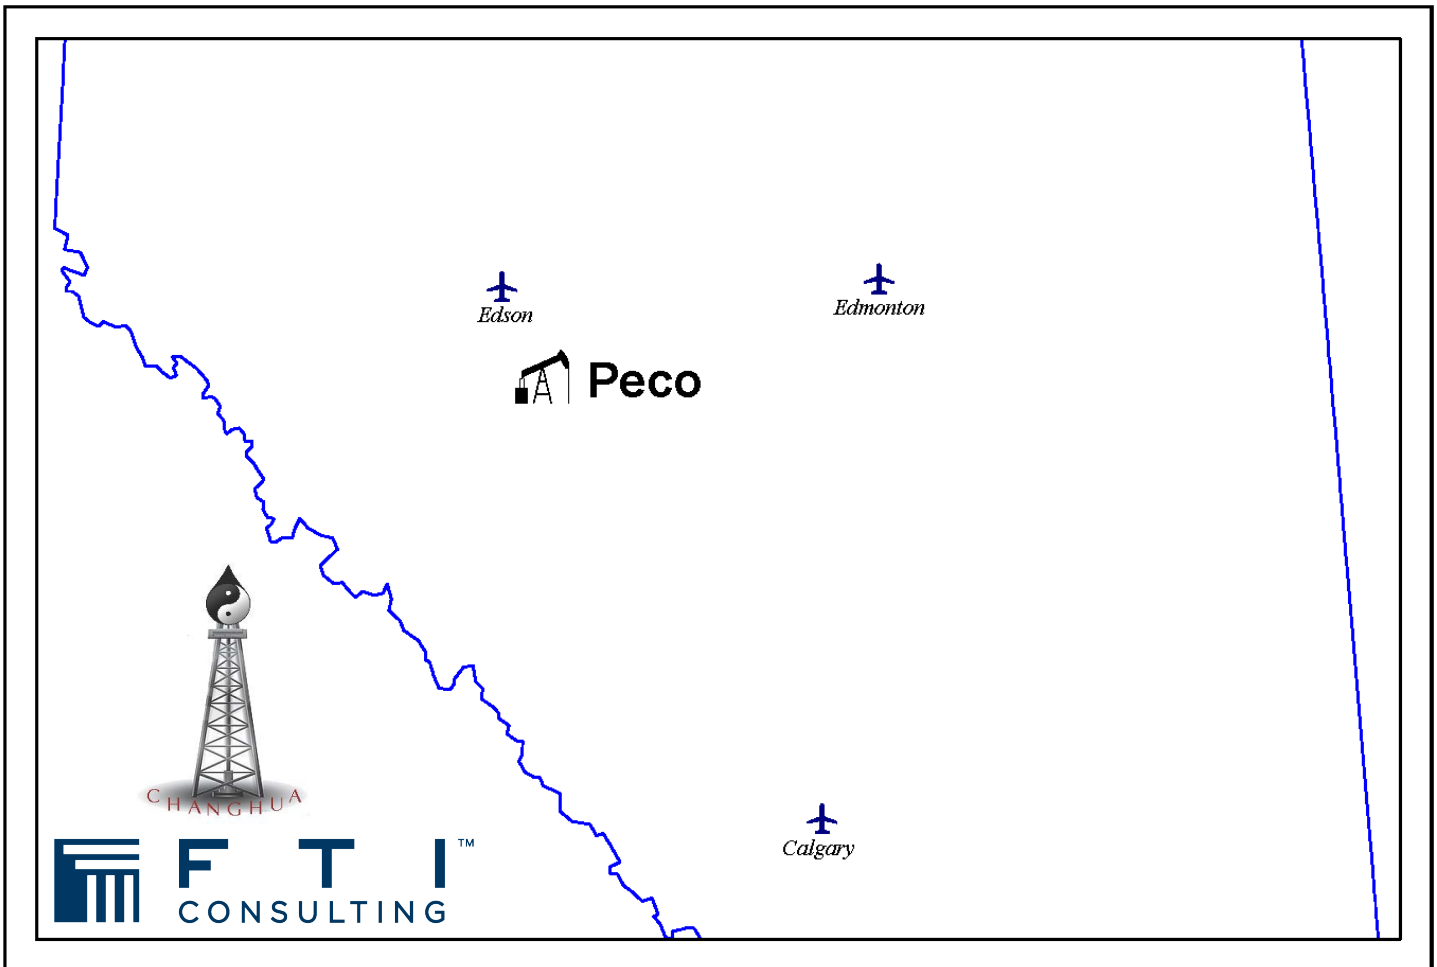 Edson
Edmonton
Peco
CHANGHUA
Calgary
FTI™
CONSULTING